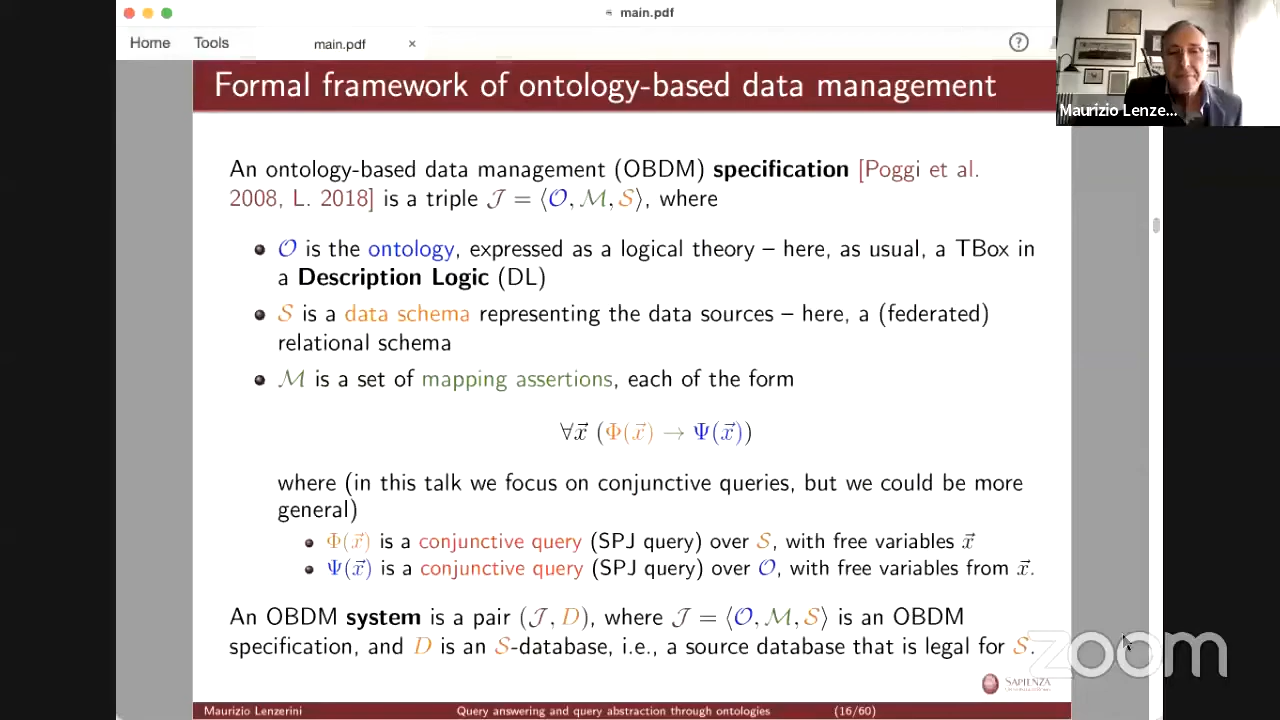 main.pdf
Home Tools main.pdf ×
?
Maurizio Lenze...
Formal framework of ontology-based data management
An ontology-based data management (OBDM) specification [Poggi et al.
2008, L. 2018] is a triple 𝒥 = ⟨𝒪, ℳ, 𝒮⟩, where
• 𝒪 is the ontology, expressed as a logical theory – here, as usual, a TBox in
a Description Logic (DL)
• 𝒮 is a data schema representing the data sources – here, a (federated)
relational schema
• ℳ is a set of mapping assertions, each of the form
∀x⃗ (Φ(x⃗) → Ψ(x⃗))
where (in this talk we focus on conjunctive queries, but we could be more
general)
• Φ(x⃗) is a conjunctive query (SPJ query) over 𝒮, with free variables x⃗
• Ψ(x⃗) is a conjunctive query (SPJ query) over 𝒪, with free variables from x⃗.
An OBDM system is a pair (𝒥, D), where 𝒥 = ⟨𝒪, ℳ, 𝒮⟩ is an OBDM
specification, and D is an 𝒮-database, i.e., a source database that is legal for 𝒮.
zoom
SAPIENZA
Maurizio Lenzerini Query answering and query abstraction through ontologies (16/60)